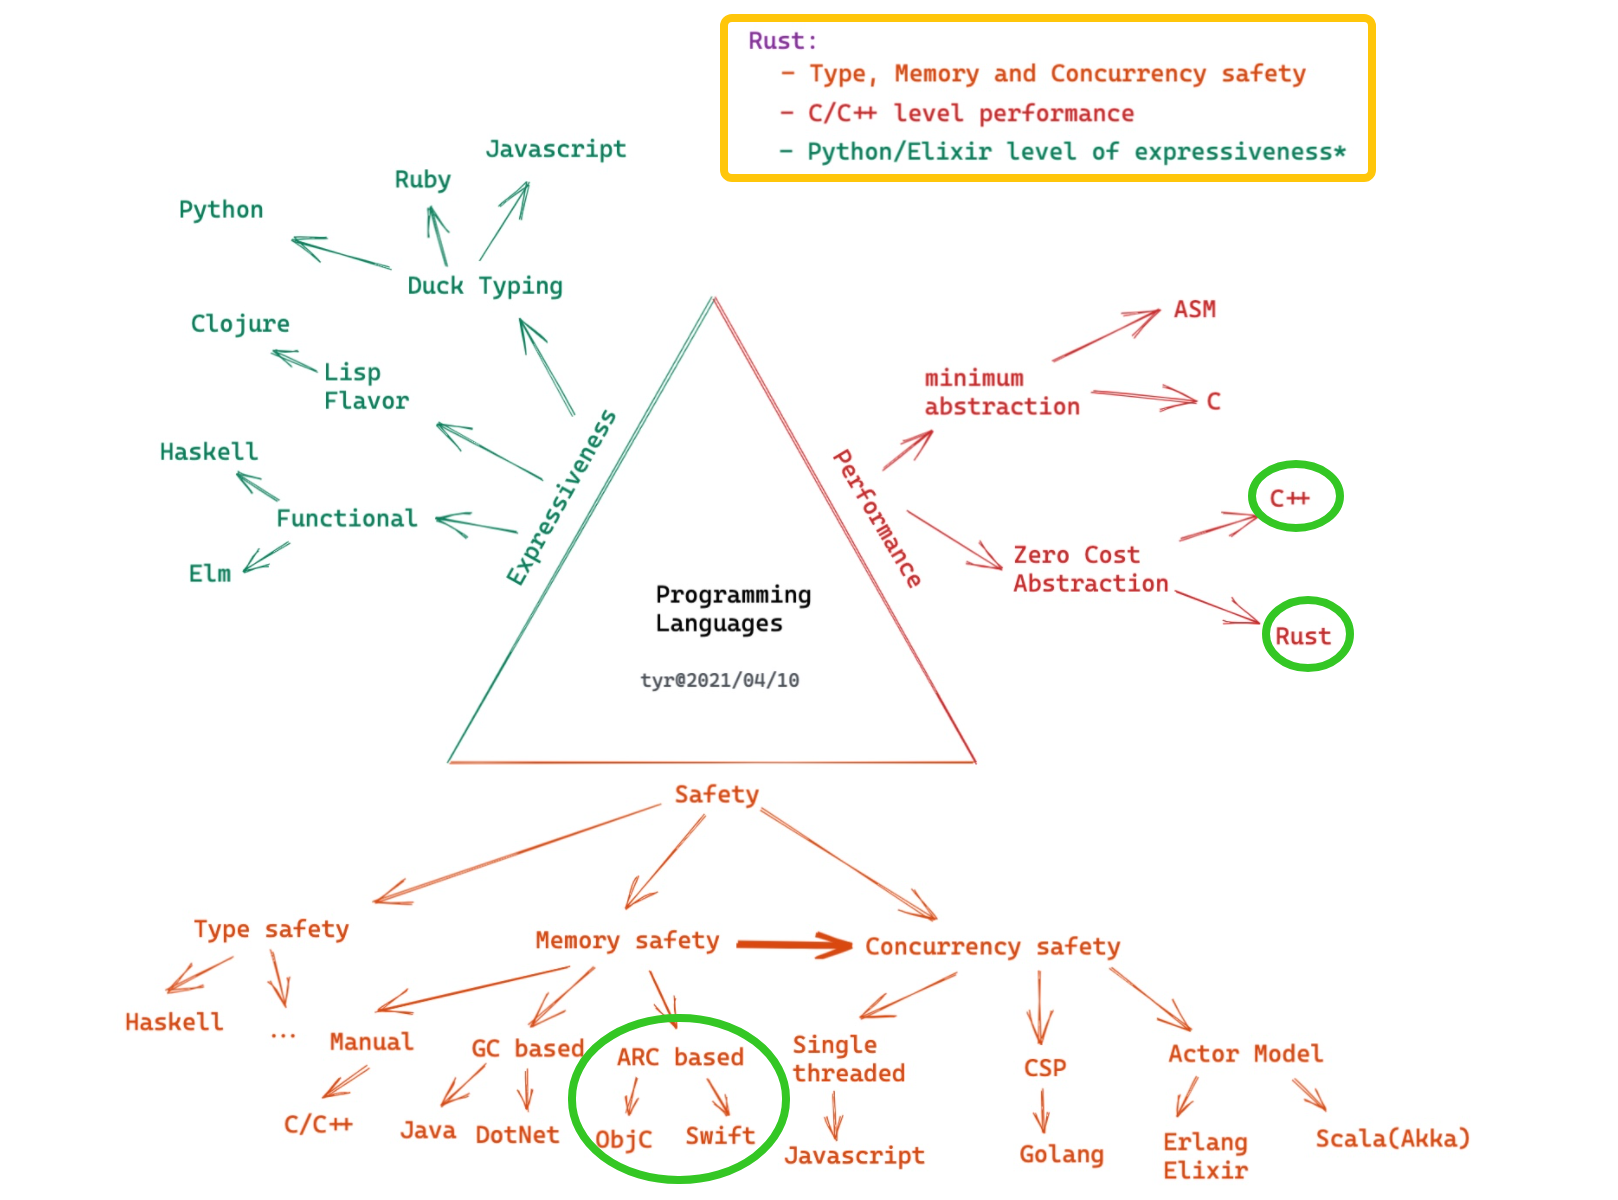 Rust:
- Type, Memory and Concurrency safety
- C/C++ level performance
- Python/Elixir level of expressiveness*
Javascript
Ruby
Python
Duck Typing
Clojure
Lisp
Flavor
Haskell
Functional
Elm
Expressiveness
Performance
minimum
abstraction
ASM
C
C++
Zero Cost
Abstraction
Rust
Programming
Languages
tyr@2021/04/10
Safety
Type safety
Memory safety
Concurrency safety
Haskell
...
Manual
GC based
ARC based
Single
threaded
CSP
Actor Model
C/C++
Java
DotNet
ObjC
Swift
Javascript
Golang
Erlang
Elixir
Scala(Akka)